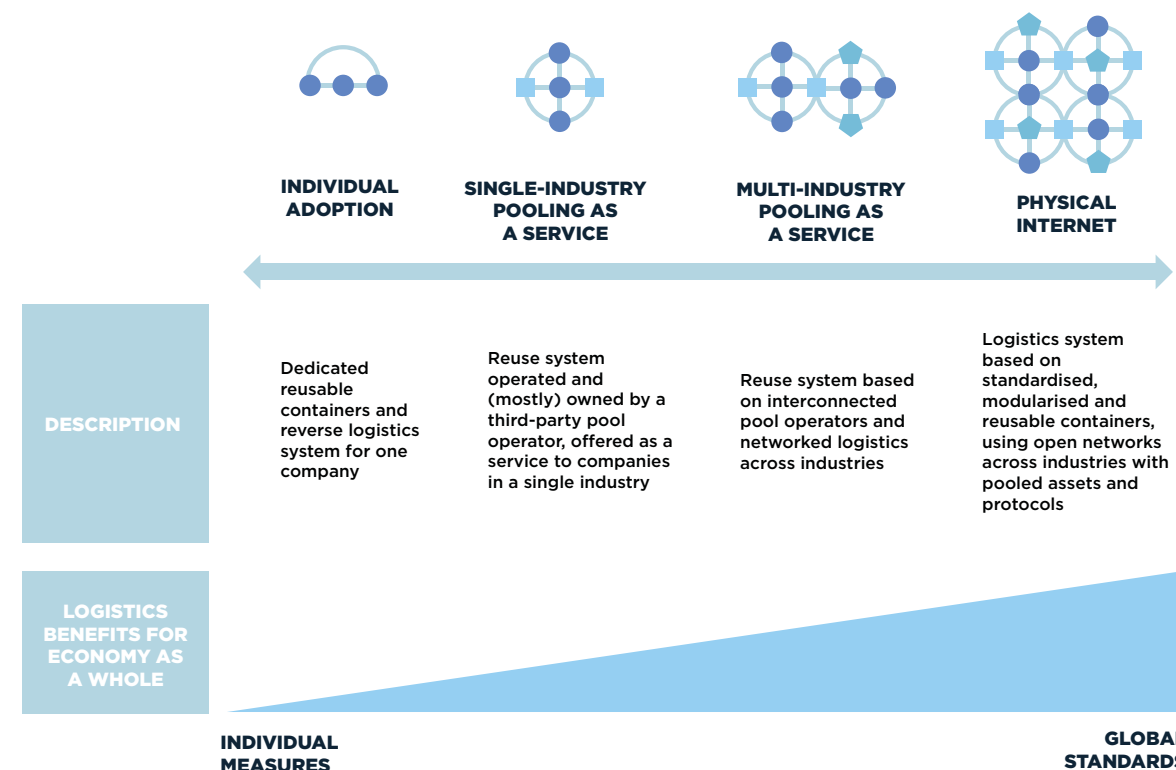 INDIVIDUAL
ADOPTION
SINGLE-INDUSTRY
POOLING AS
A SERVICE
MULTI-INDUSTRY
POOLING AS
A SERVICE
PHYSICAL
INTERNET
DESCRIPTION
Dedicated
reusable
containers and
reverse logistics
system for one
company
Reuse system
operated and
(mostly) owned by a
third-party pool
operator, offered as a
service to companies
in a single industry
Reuse system based
on interconnected
pool operators and
networked logistics
across industries
Logistics system
based on
standardised,
modularised and
reusable containers,
using open networks
across industries with
pooled assets and
protocols
LOGISTICS
BENEFITS FOR
ECONOMY AS
A WHOLE
INDIVIDUAL
MEASURES
GLOBAL
STANDARDS